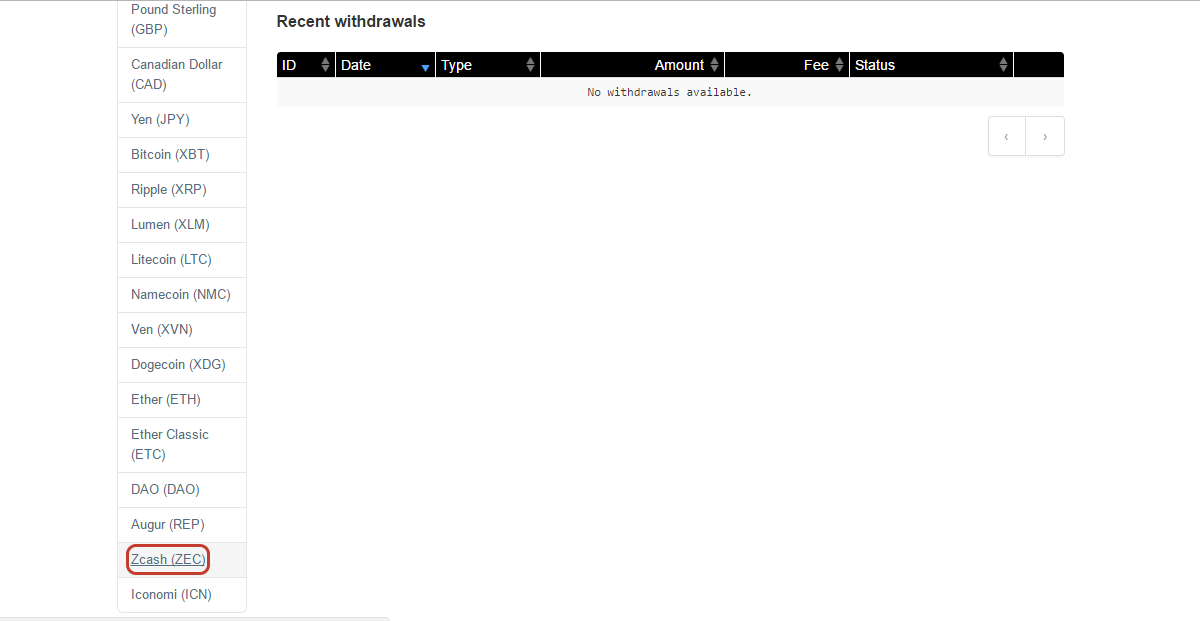 Pound Sterling
(GBP)
Canadian Dollar
(CAD)
Yen (JPY)
Bitcoin (XBT)
Ripple (XRP)
Lumen (XLM)
Litecoin (LTC)
Namecoin (NMC)
Ven (XVN)
Dogecoin (XDG)
Ether (ETH)
Ether Classic
(ETC)
DAO (DAO)
Augur (REP)
Zcash (ZEC)
Iconomi (ICN)
Recent withdrawals
ID Date Type Amount Fee Status
No withdrawals available.
‹ ›